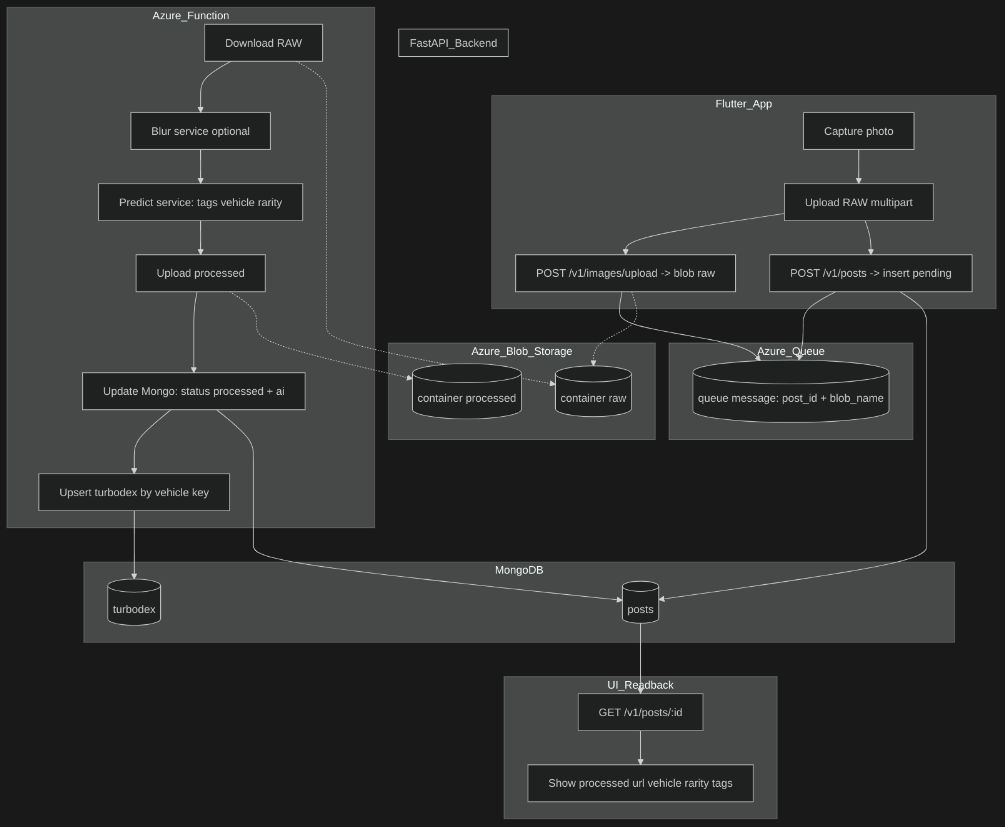 Azure_Function
Download RAW
Blur service optional
Predict service: tags vehicle rarity
Upload processed
Update Mongo: status processed + ai
Upsert turbodex by vehicle key
FastAPI_Backend
Flutter_App
Capture photo
Upload RAW multipart
POST /v1/images/upload -> blob raw
POST /v1/posts -> insert pending
Azure_Blob_Storage
container processed
container raw
Azure_Queue
queue message: post_id + blob_name
MongoDB
turbodex
posts
UI_Readback
GET /v1/posts/:id
Show processed url vehicle rarity tags